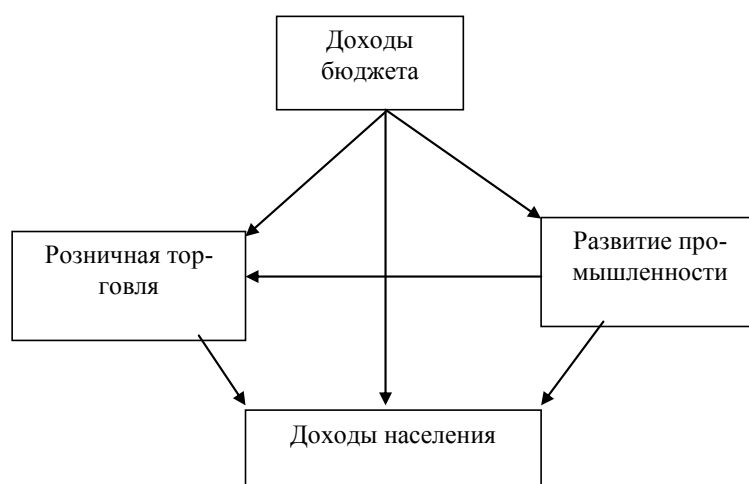 Доходы
бюджета
Розничная тор-
говля
Развитие про-
мышленности
Доходы населения